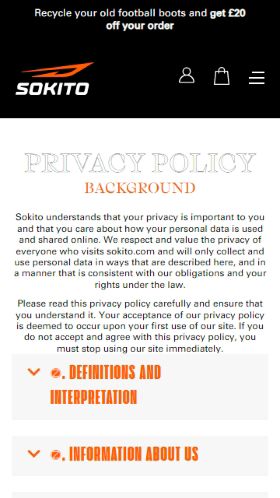 Recycle your old football boots and get £20
off your order
SOKITO
PRIVACY POLICY
BACKGROUND
Sokito understands that your privacy is important to you
and that you care about how your personal data is used
and shared online. We respect and value the privacy of
everyone who visits sokito.com and will only collect and
use personal data in ways that are described here, and in
a manner that is consistent with our obligations and your
rights under the law.
Please read this privacy policy carefully and ensure that
you understand it. Your acceptance of our privacy policy
is deemed to occur upon your first use of our site. If you
do not accept and agree with this privacy policy, you
must stop using our site immediately.
. DEFINITIONS AND
INTERPRETATION
. INFORMATION ABOUT US